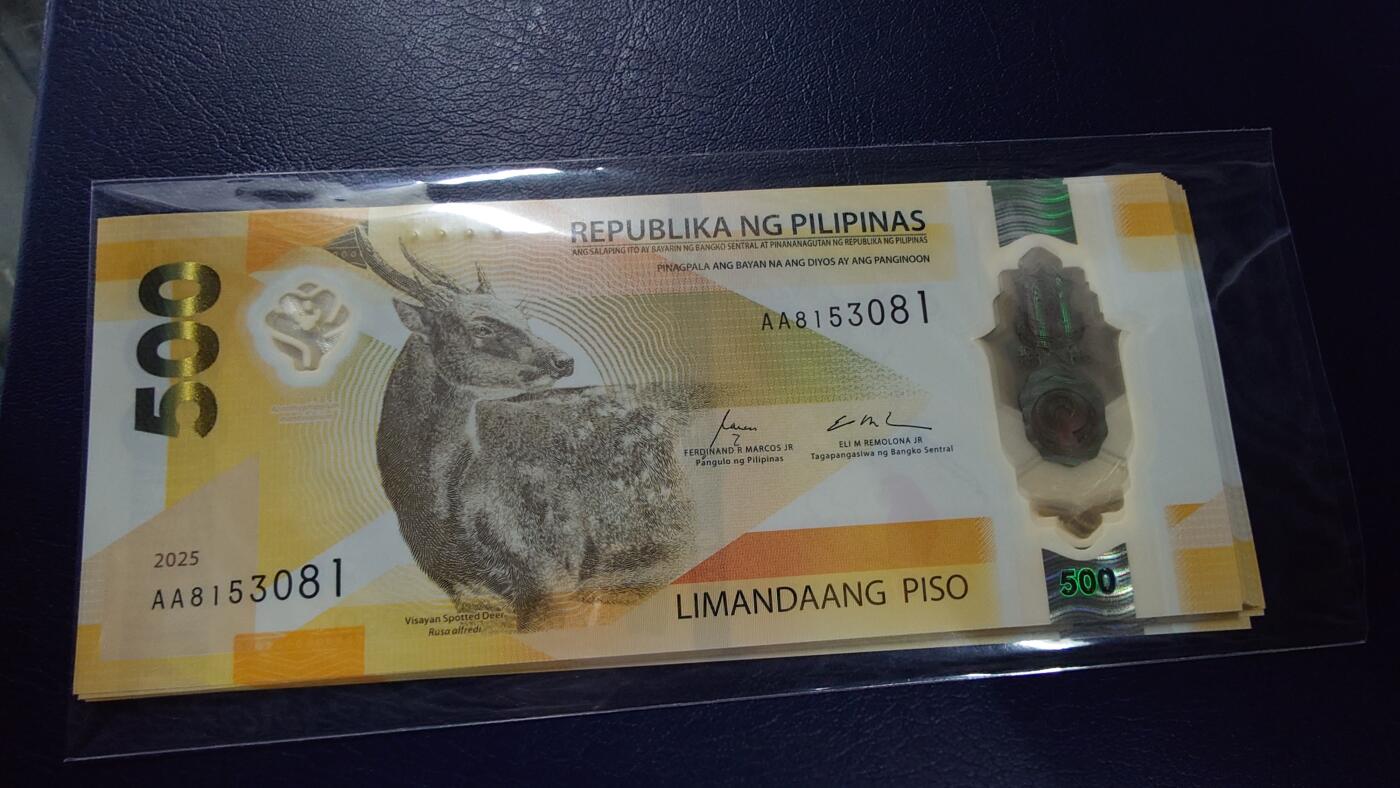 REPUBLIKA NG PILIPINAS
ANG SALAPING ITO AY BAYARIN NG BANGKO SENTRAL AT PINANANAGUTAN NG REPUBLIKA NG PILIPINAS
PINAGPALA ANG BAYAN NA ANG DIYOS AY ANG PANGINOON
500
AA8153081
FERDINAND R MARCOS JR
Pangulo ng Pilipinas
ELI M REMOLONA JR
Tagapangasiwa ng Bangko Sentral
2025
AA8153081
Visayan Spotted Deer
Rusa alfredi
LIMANDAANG PISO
500